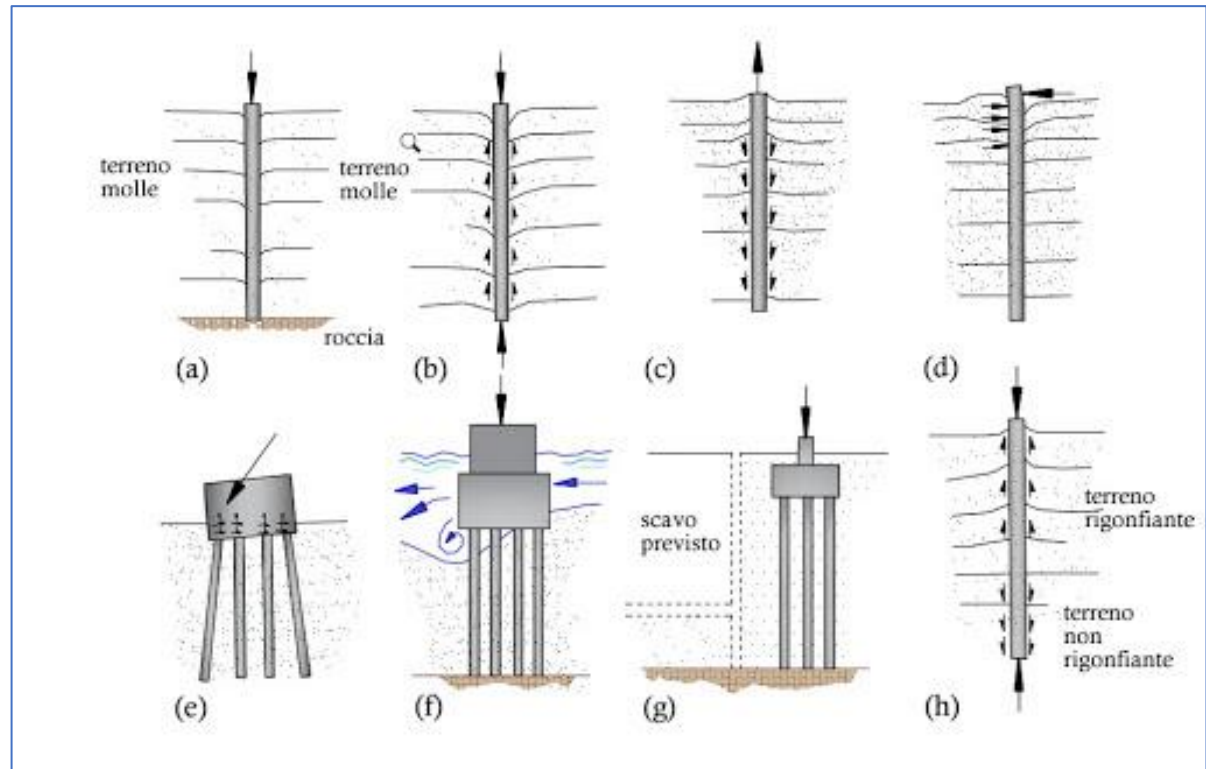 terreno
molle
terreno
molle
roccia
(a)
(b)
(c)
(d)
scavo
previsto
terreno
rigonfiante
terreno
non
rigonfiante
(e)
(f)
(g)
(h)